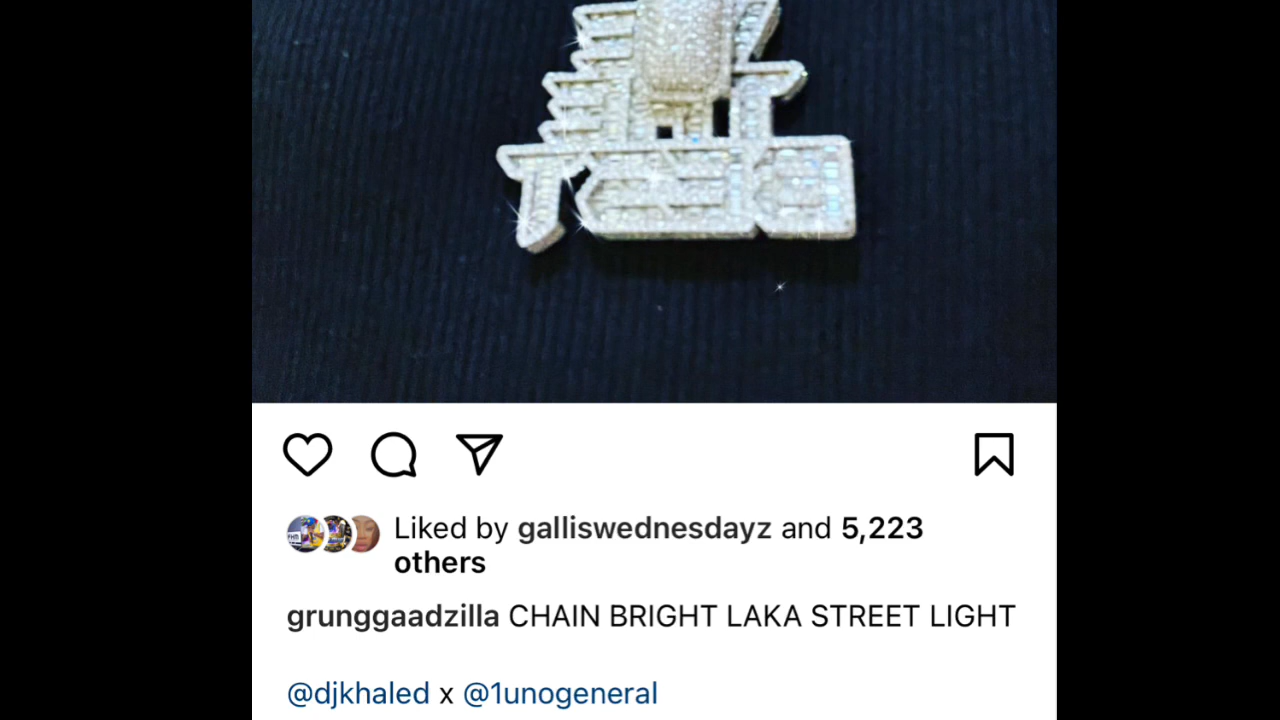 Liked by galliswednesdayz and 5,223
others
grunggaadzilla CHAIN BRIGHT LAKA STREET LIGHT
@djkhaled x @1unogeneral